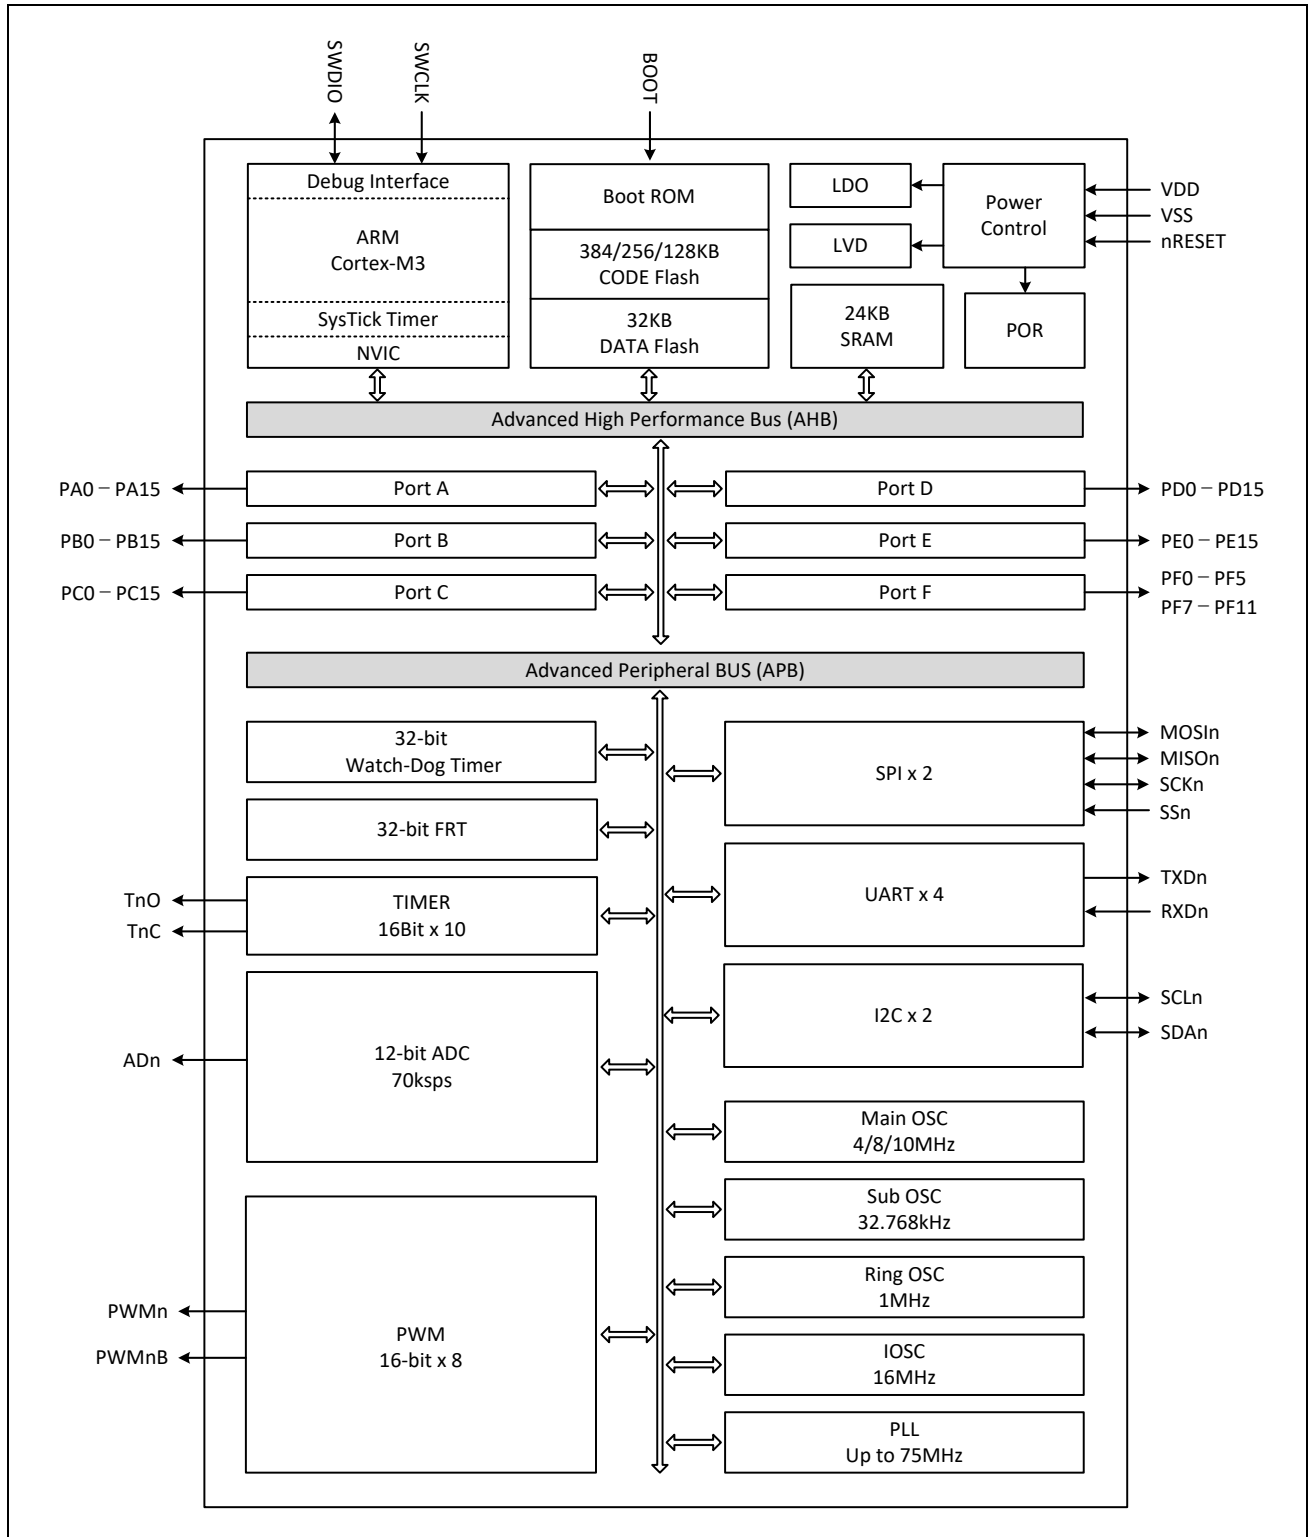 SWDIO
SWCLK
BOOT
Debug Interface
ARM
Cortex-M3
SysTick Timer
NVIC
Boot ROM
384/256/128KB
CODE Flash
32KB
DATA Flash
LDO
LVD
24KB
SRAM
Power
Control
POR
VDD
VSS
nRESET
Advanced High Performance Bus (AHB)
PA0 – PA15
Port A
Port D
PD0 – PD15
PB0 – PB15
Port B
Port E
PE0 – PE15
PC0 – PC15
Port C
Port F
PF0 – PF5
PF7 – PF11
Advanced Peripheral BUS (APB)
32-bit
Watch-Dog Timer
32-bit FRT
TnO
TnC
TIMER
16Bit x 10
ADn
12-bit ADC
70ksps
PWMn
PWMnB
PWM
16-bit x 8
SPI x 2
MOSIn
MISOn
SCKn
SSn
UART x 4
TXDn
RXDn
I2C x 2
SCLn
SDAn
Main OSC
4/8/10MHz
Sub OSC
32.768kHz
Ring OSC
1MHz
IOSC
16MHz
PLL
Up to 75MHz